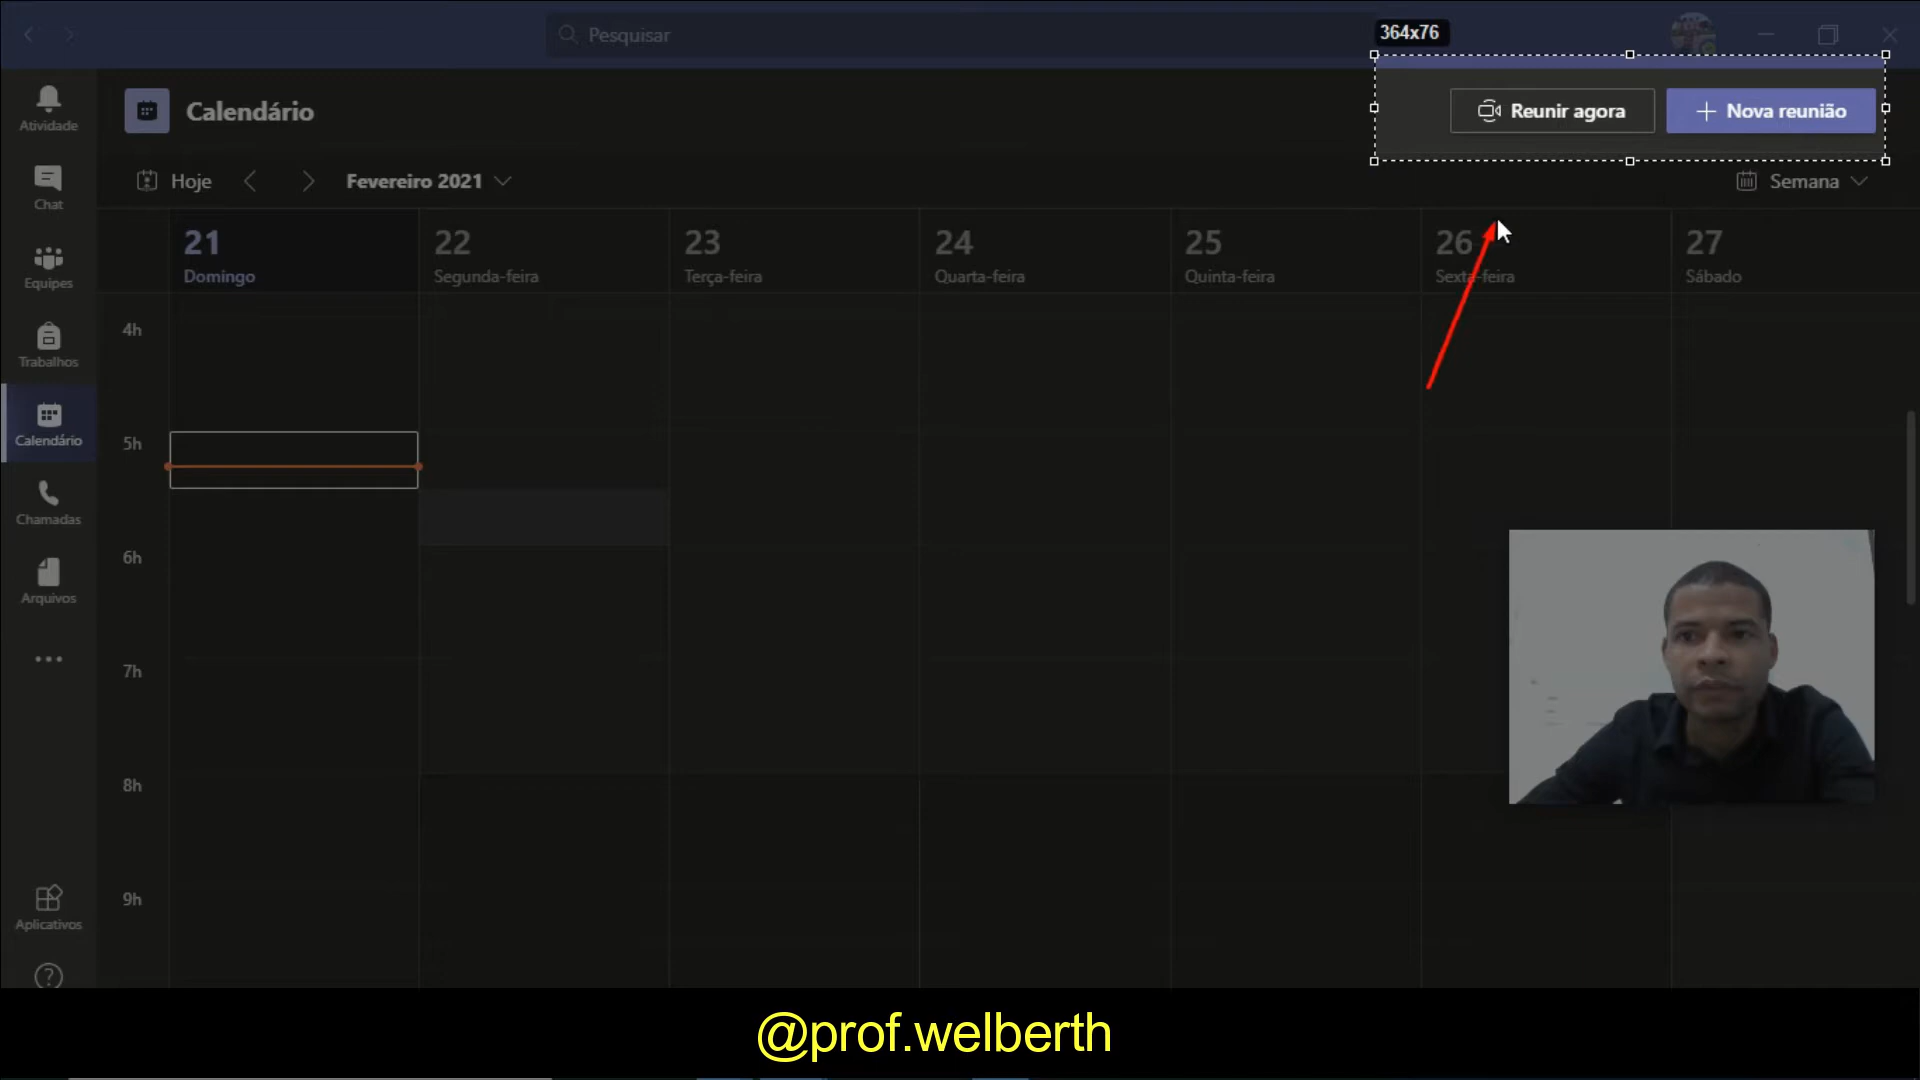 Pesquisar
364x76
Atividade
Calendário
Reunir agora
Nova reunião
Chat
Hoje
Fevereiro 2021
Semana
Equipes
21
Domingo
22
Segunda-feira
23
Terça-feira
24
Quarta-feira
25
Quinta-feira
26
Sexta-feira
27
Sábado
4h
Trabalhos
Calendário
5h
Chamadas
6h
Arquivos
7h
8h
9h
Aplicativos
@prof.welberth